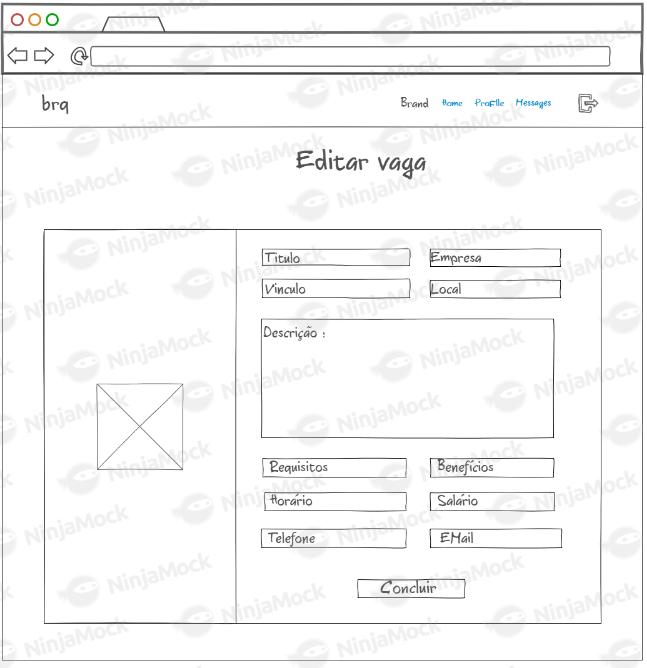 brq
Brand Home Profile Messages
Editar vaga
Titulo Empresa
Vinculo Local
Descrição :
Requisitos Benefícios
Horário Salário
Telefone EMail
Concluir
NinjaMock